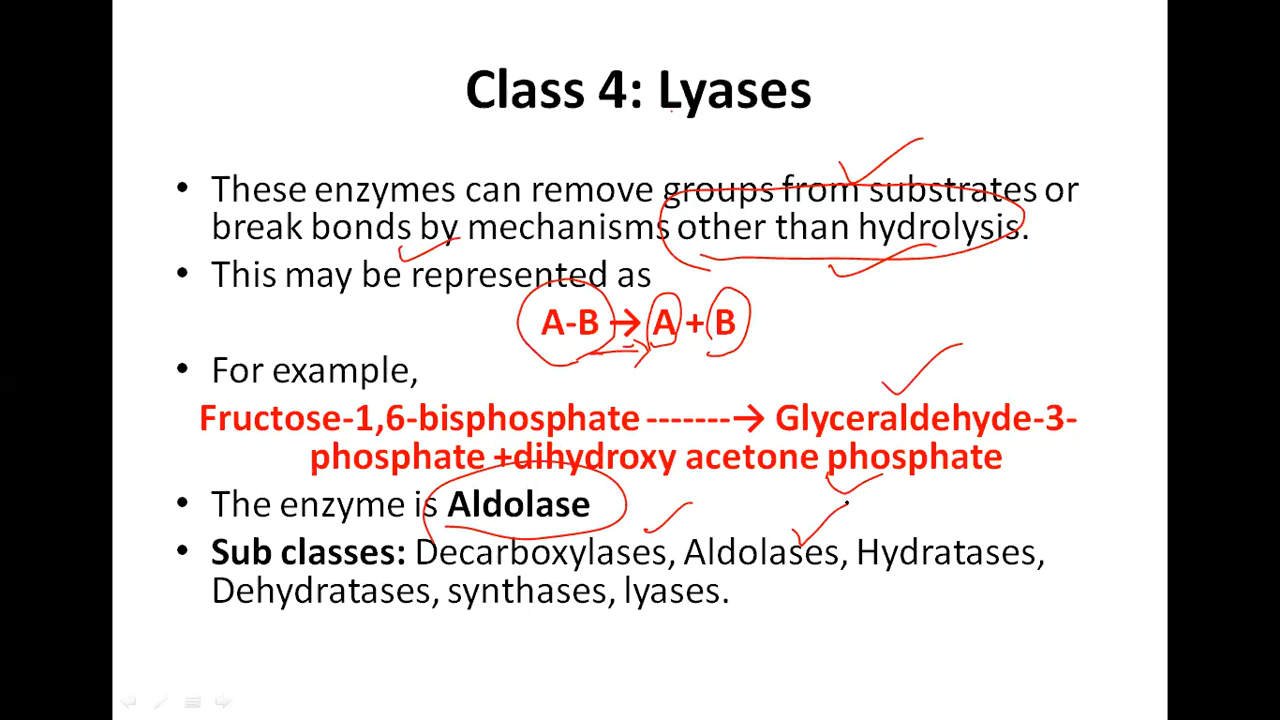 Class 4: Lyases
• These enzymes can remove groups from substrates or
break bonds by mechanisms other than hydrolysis.
• This may be represented as
A-B → A + B
• For example,
Fructose-1,6-bisphosphate -------→ Glyceraldehyde-3-
phosphate +dihydroxy acetone phosphate
• The enzyme is Aldolase
• Sub classes: Decarboxylases, Aldolases, Hydratases,
Dehydratases, synthases, lyases.